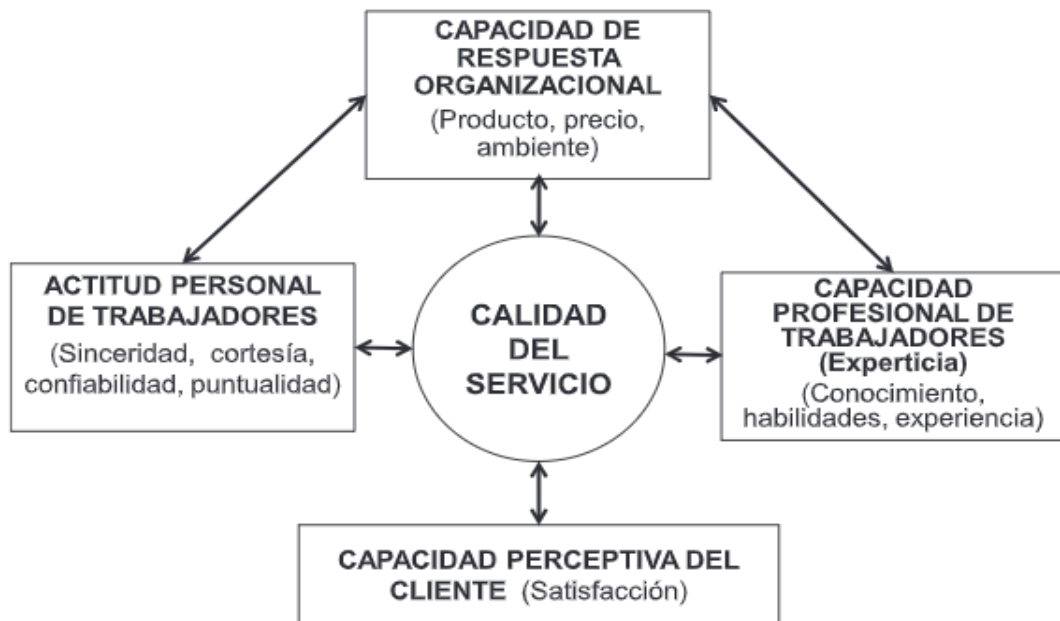 CAPACIDAD DE
RESPUESTA
ORGANIZACIONAL
(Producto, precio,
ambiente)
ACTITUD PERSONAL
DE TRABAJADORES
(Sinceridad, cortesía,
confiabilidad, puntualidad)
CALIDAD
DEL
SERVICIO
CAPACIDAD
PROFESIONAL DE
TRABAJADORES
(Experticia)
(Conocimiento,
habilidades, experiencia)
CAPACIDAD PERCEPTIVA DEL
CLIENTE (Satisfacción)